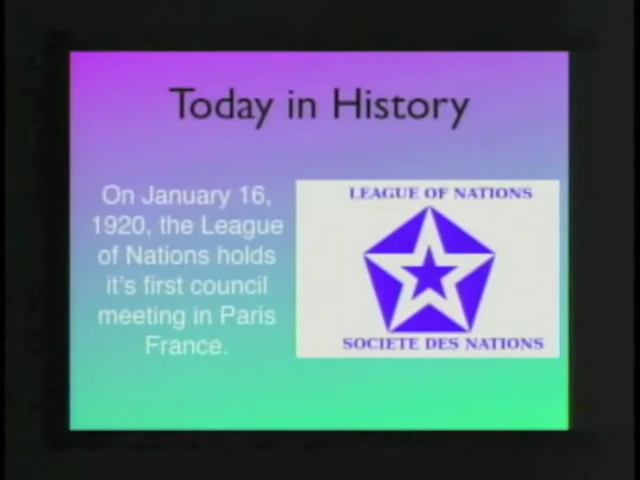 Today in History
On January 16,
1920, the League
of Nations holds
it's first council
meeting in Paris
France.
LEAGUE OF NATIONS
SOCIETE DES NATIONS